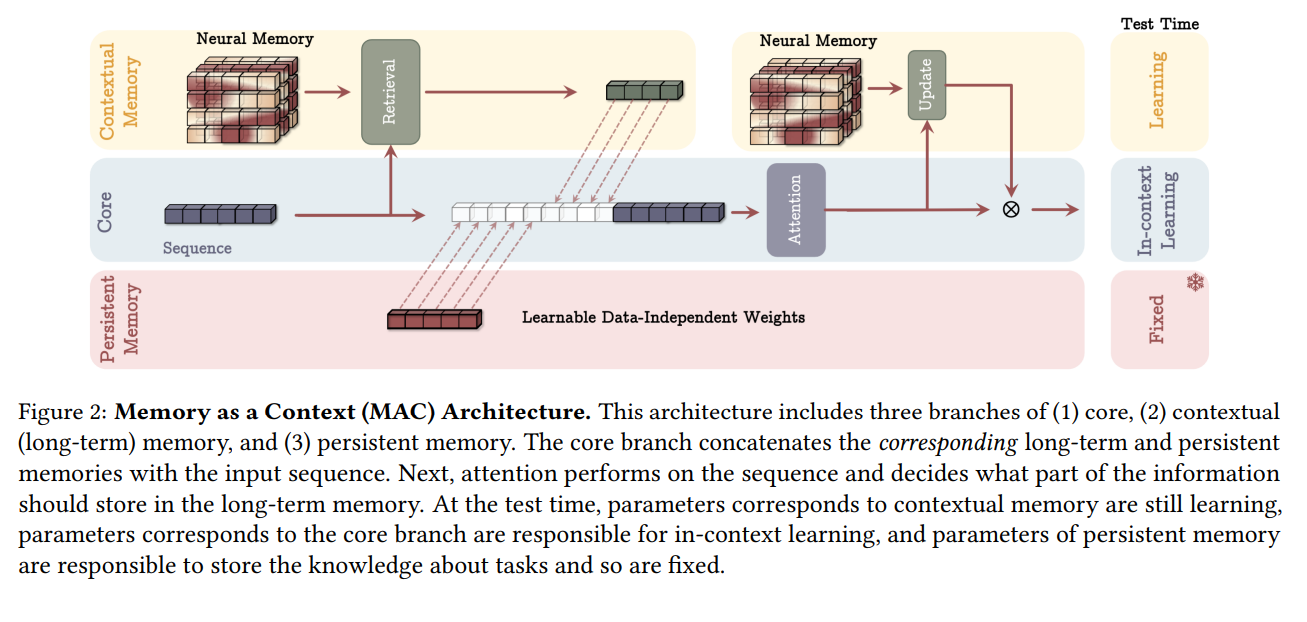 Test Time
Neural Memory
Neural Memory
Contextual
Memory
Retrieval
Update
Learning
Core
Sequence
Attention
In-context
Learning
Persistent
Memory
Learnable Data-Independent Weights
Fixed
Figure 2: Memory as a Context (MAC) Architecture. This architecture includes three branches of (1) core, (2) contextual
(long-term) memory, and (3) persistent memory. The core branch concatenates the corresponding long-term and persistent
memories with the input sequence. Next, attention performs on the sequence and decides what part of the information
should store in the long-term memory. At the test time, parameters corresponds to contextual memory are still learning,
parameters corresponds to the core branch are responsible for in-context learning, and parameters of persistent memory
are responsible to store the knowledge about tasks and so are fixed.